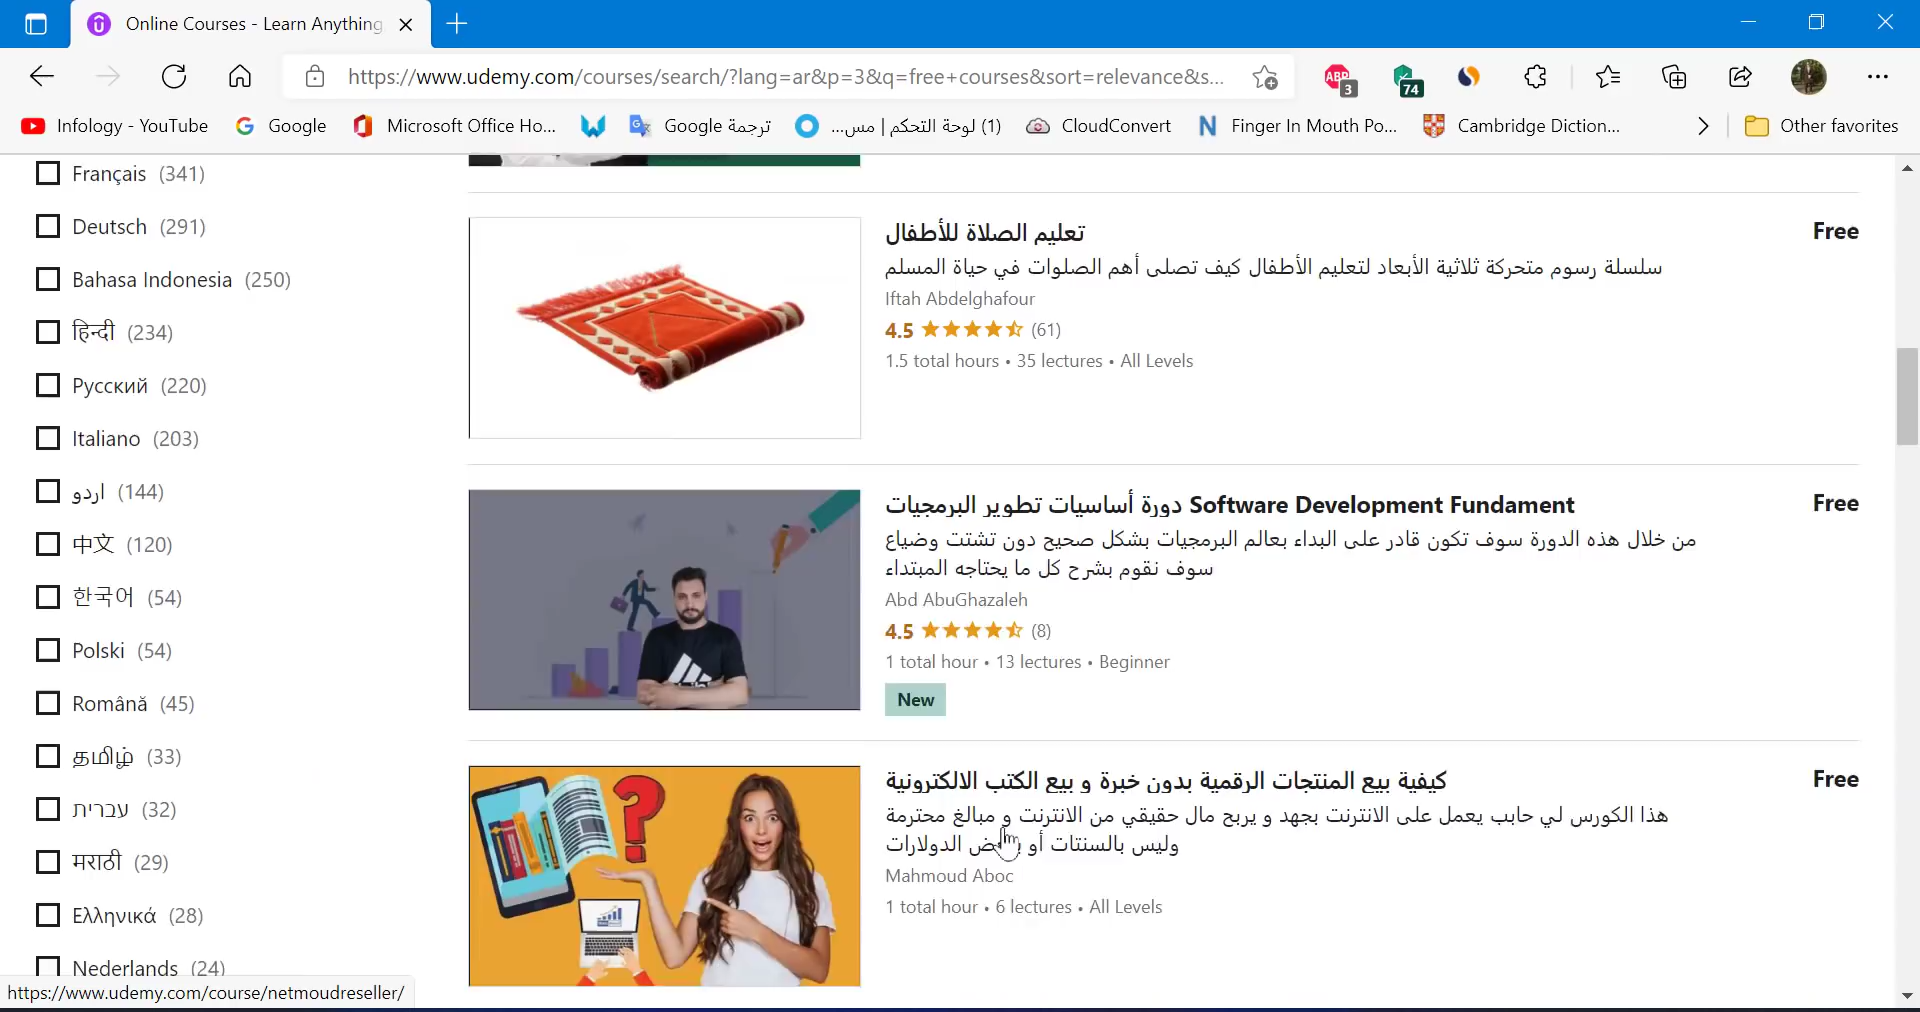 Online Courses - Learn Anything
https://www.udemy.com/courses/search/?lang=ar&p=3&q=free+courses&sort=relevance&s...
ABP
3
74
Infology - YouTube
Google
Microsoft Office Ho...
ترجمة Google
(1) لوحة التحكم | مس...
CloudConvert
Finger In Mouth Po...
Cambridge Diction...
Other favorites
Français (341)
Deutsch (291)
Bahasa Indonesia (250)
हिन्दी (234)
Русский (220)
Italiano (203)
اردو (144)
中文 (120)
한국어 (54)
Polski (54)
Română (45)
தமிழ் (33)
עברית (32)
मराठी (29)
Ελληνικά (28)
Nederlands (24)
تعليم الصلاة للأطفال
Free
سلسلة رسوم متحركة ثلاثية الأبعاد لتعليم الأطفال كيف تصلى أهم الصلوات في حياة المسلم
Iftah Abdelghafour
4.5 (61)
1.5 total hours • 35 lectures • All Levels
دورة أساسيات تطوير البرمجيات Software Development Fundament
Free
من خلال هذه الدورة سوف تكون قادر على البداء بعالم البرمجيات بشكل صحيح دون تشتت وضياع
سوف نقوم بشرح كل ما يحتاجه المبتداء
Abd AbuGhazaleh
4.5 (8)
1 total hour • 13 lectures • Beginner
New
كيفية بيع المنتجات الرقمية بدون خبرة و بيع الكتب الالكترونية
Free
هذا الكورس لي حابب يعمل على الانترنت بجهد و يربح مال حقيقي من الانترنت و مبالغ محترمة
وليس بالسنتات أو الدولارات
Mahmoud Aboc
1 total hour • 6 lectures • All Levels
https://www.udemy.com/course/netmoudreseller/